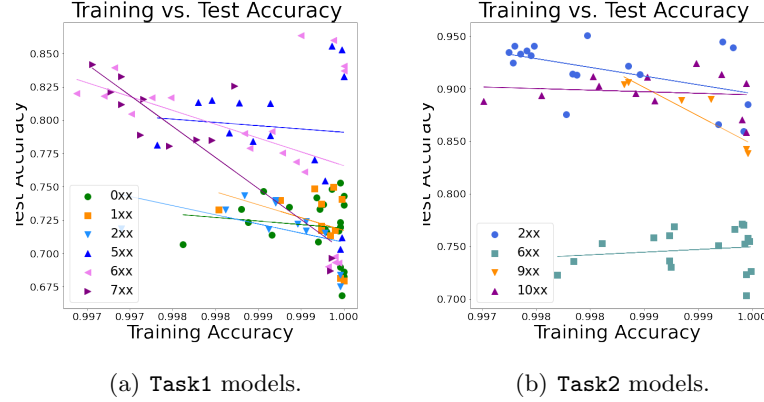 Training vs. Test Accuracy
0.850
0.825
0.800
0.775
0.750
0.725
0.700
0.675
Test Accuracy
0xx
1xx
2xx
5xx
6xx
7xx
0.997 0.997 0.998 0.998 0.999 0.999 1.000
Training Accuracy
(a) Task1 models.
Training vs. Test Accuracy
0.950
0.900
0.850
0.800
0.750
0.700
Test Accuracy
2xx
6xx
9xx
10xx
0.997 0.998 0.998 0.999 0.999 1.000
Training Accuracy
(b) Task2 models.